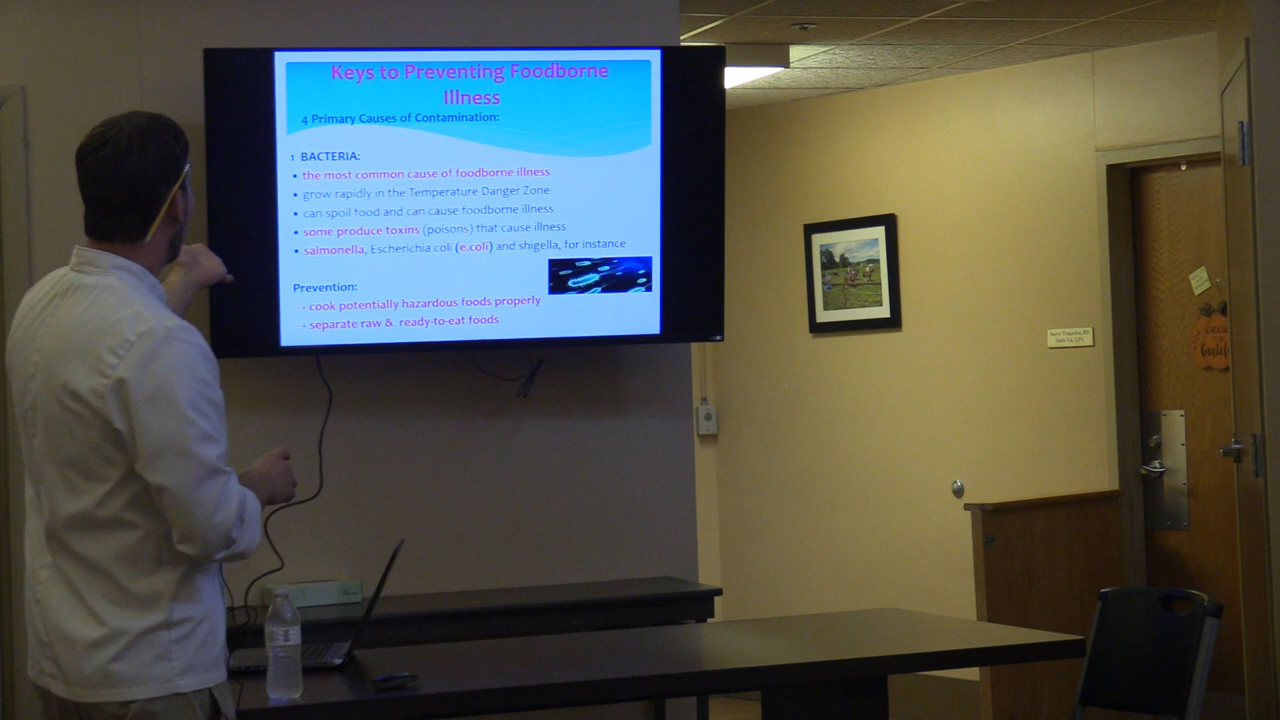 Keys to Preventing Foodborne
Illness
4 Primary Causes of Contamination:
1 BACTERIA:
• the most common cause of foodborne illness
• grow rapidly in the Temperature Danger Zone
• can spoil food and can cause foodborne illness
• some produce toxins (poisons) that cause illness
• salmonella, Escherichia coli (e.coli) and shigella, for instance
Prevention:
→ cook potentially hazardous foods properly
→ separate raw & ready-to-eat foods
grateful